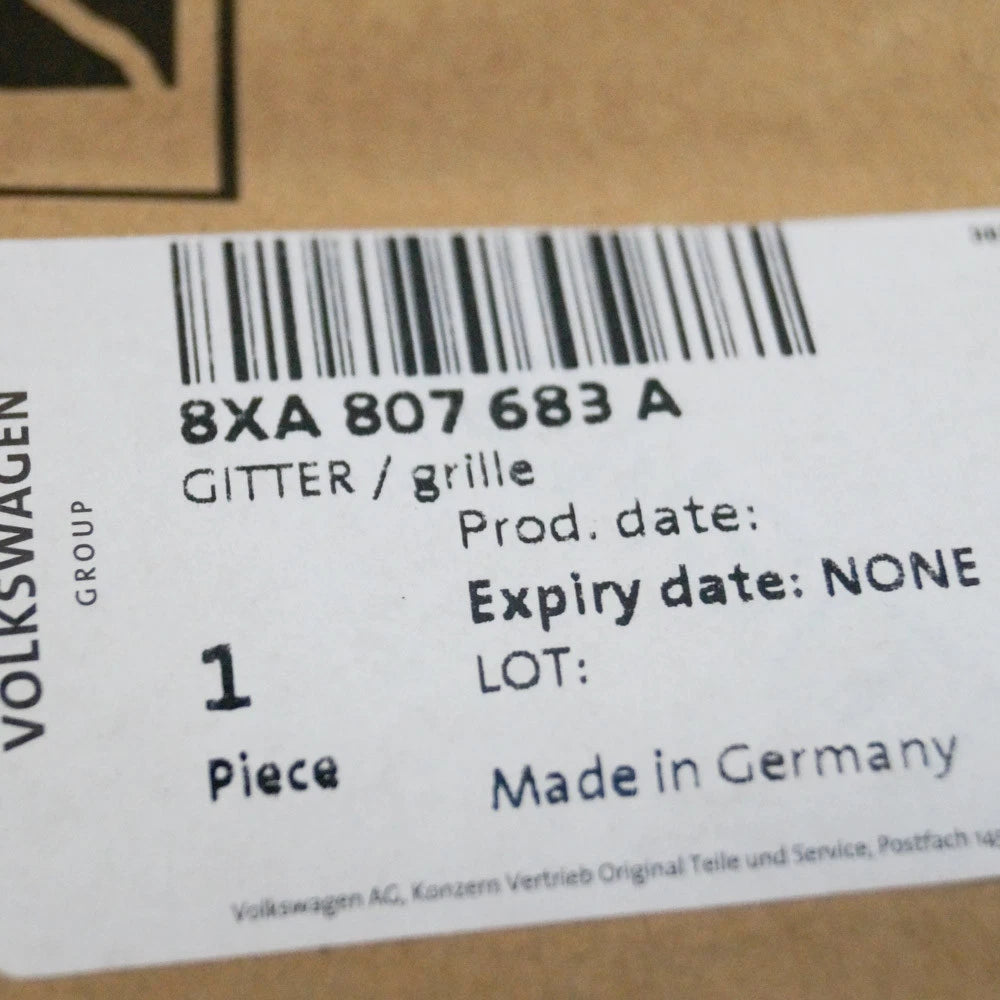 8XA 807 683 A
GITTER / grille
Prod. date:
Expiry date: NONE
LOT:
1
Piece
Made in Germany
Volkswagen AG, Konzern Vertrieb Original Teile und Service, Postfach
VOLKSWAGEN
GROUP